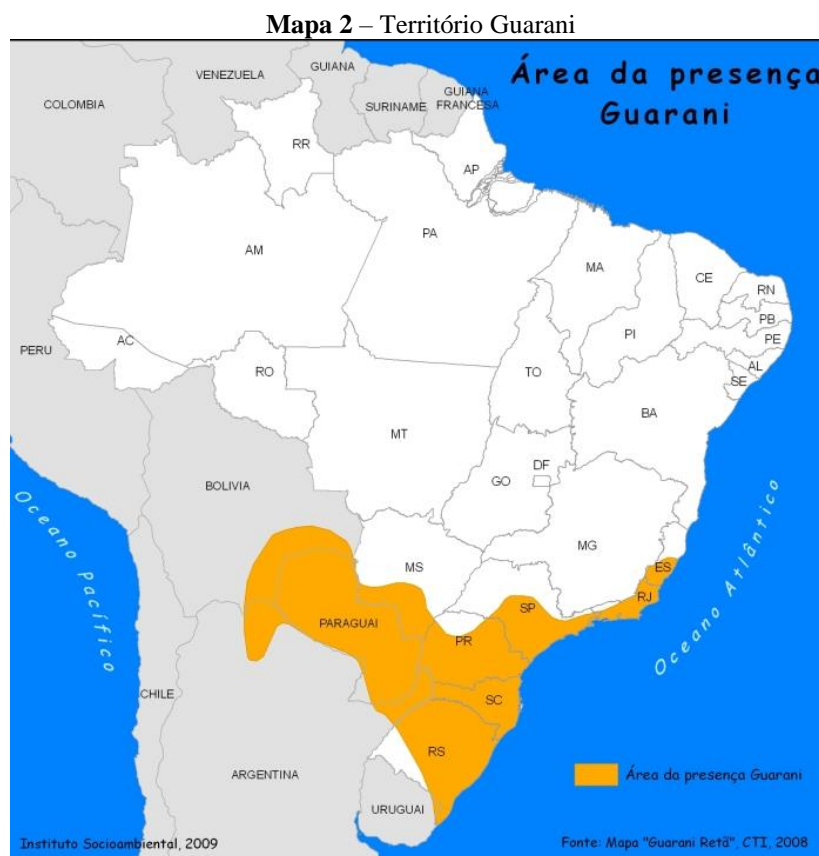 Mapa 2 – Território Guarani
Área da presença
Guarani
VENEZUELA
GUIANA
COLOMBIA
SURINAME
GUIANA
FRANCESA
RR
AP
AM
PA
MA
CE
RN
PB
PE
AL
SE
PI
AC
PERU
RO
TO
BA
MT
DF
GO
BOLIVIA
MG
MS
ES
RJ
SP
PARAGUAI
PR
SC
CHILE
RS
ARGENTINA
URUGUAI
Oceano Pacífico
Oceano Atlântico
Área da presença Guarani
Instituto Socioambiental, 2009
Fonte: Mapa "Guarani Retã", CTI, 2008